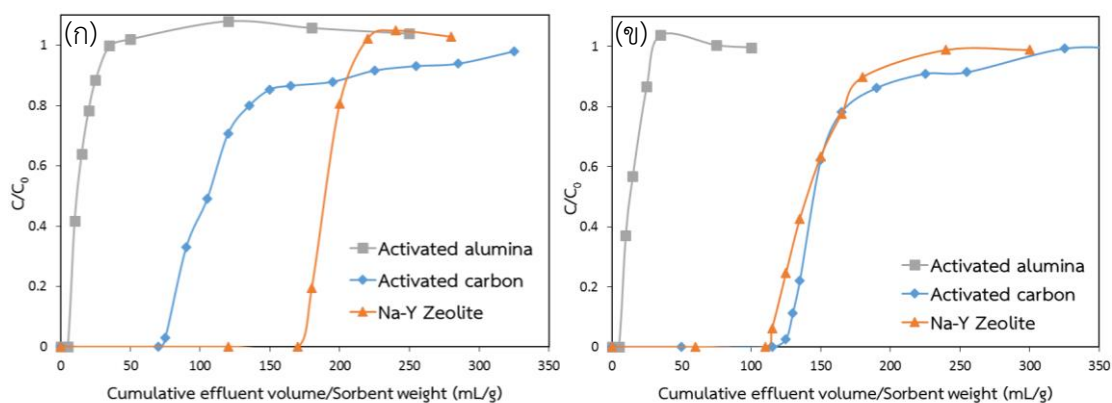 (ก)
1
0.8
0.6
0.4
0.2
0
C/C₀
Activated alumina
Activated carbon
Na-Y Zeolite
0 50 100 150 200 250 300 350
Cumulative effluent volume/Sorbent weight (mL/g)
(ข)
1
0.8
0.6
0.4
0.2
0
C/C₀
Activated alumina
Activated carbon
Na-Y Zeolite
0 50 100 150 200 250 300 350
Cumulative effluent volume/Sorbent weight (mL/g)